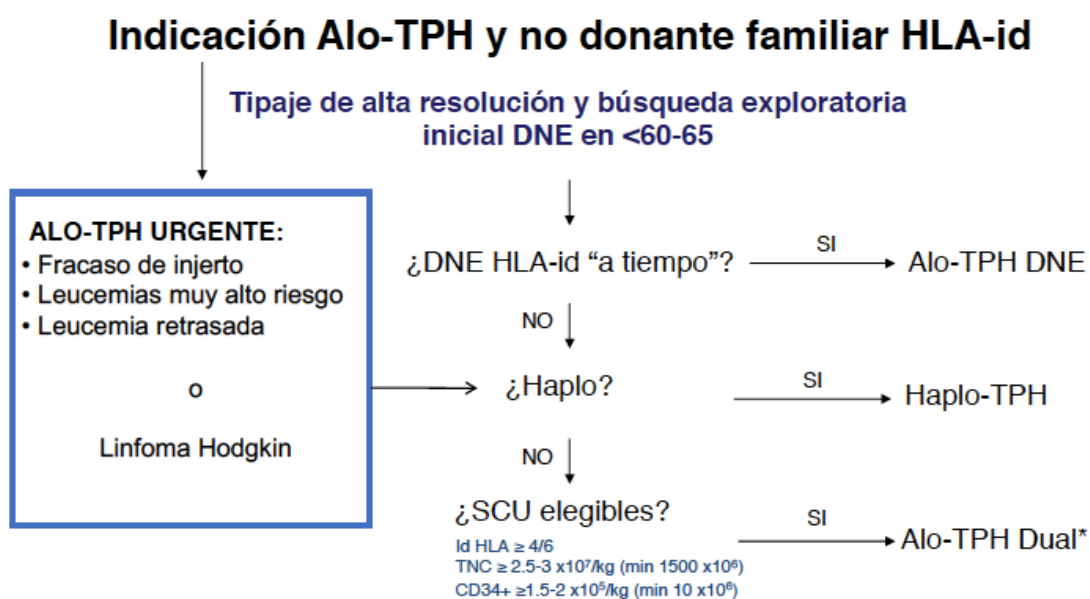 Indicación Alo-TPH y no donante familiar HLA-id
Tipaje de alta resolución y búsqueda exploratoria
inicial DNE en <60-65
ALO-TPH URGENTE:
• Fracaso de injerto
• Leucemias muy alto riesgo
• Leucemia retrasada
o
Linfoma Hodgkin
¿DNE HLA-id “a tiempo”?
SI
Alo-TPH DNE
NO
¿Haplo?
SI
Haplo-TPH
NO
¿SCU elegibles?
SI
Alo-TPH Dual*
Id HLA ≥ 4/6
TNC ≥ 2.5-3 x10⁷/kg (min 1500 x10⁶)
CD34+ ≥1.5-2 x10⁵/kg (min 10 x10⁶)